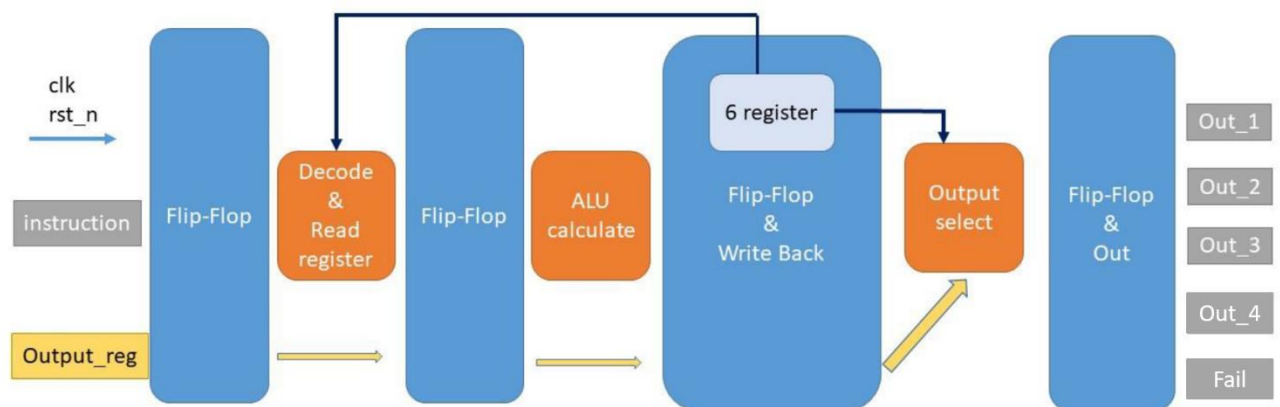 clk
rst_n
instruction
Output_reg
Flip-Flop
Decode
&
Read
register
Flip-Flop
ALU
calculate
6 register
Flip-Flop
&
Write Back
Output
select
Flip-Flop
&
Out
Out_1
Out_2
Out_3
Out_4
Fail